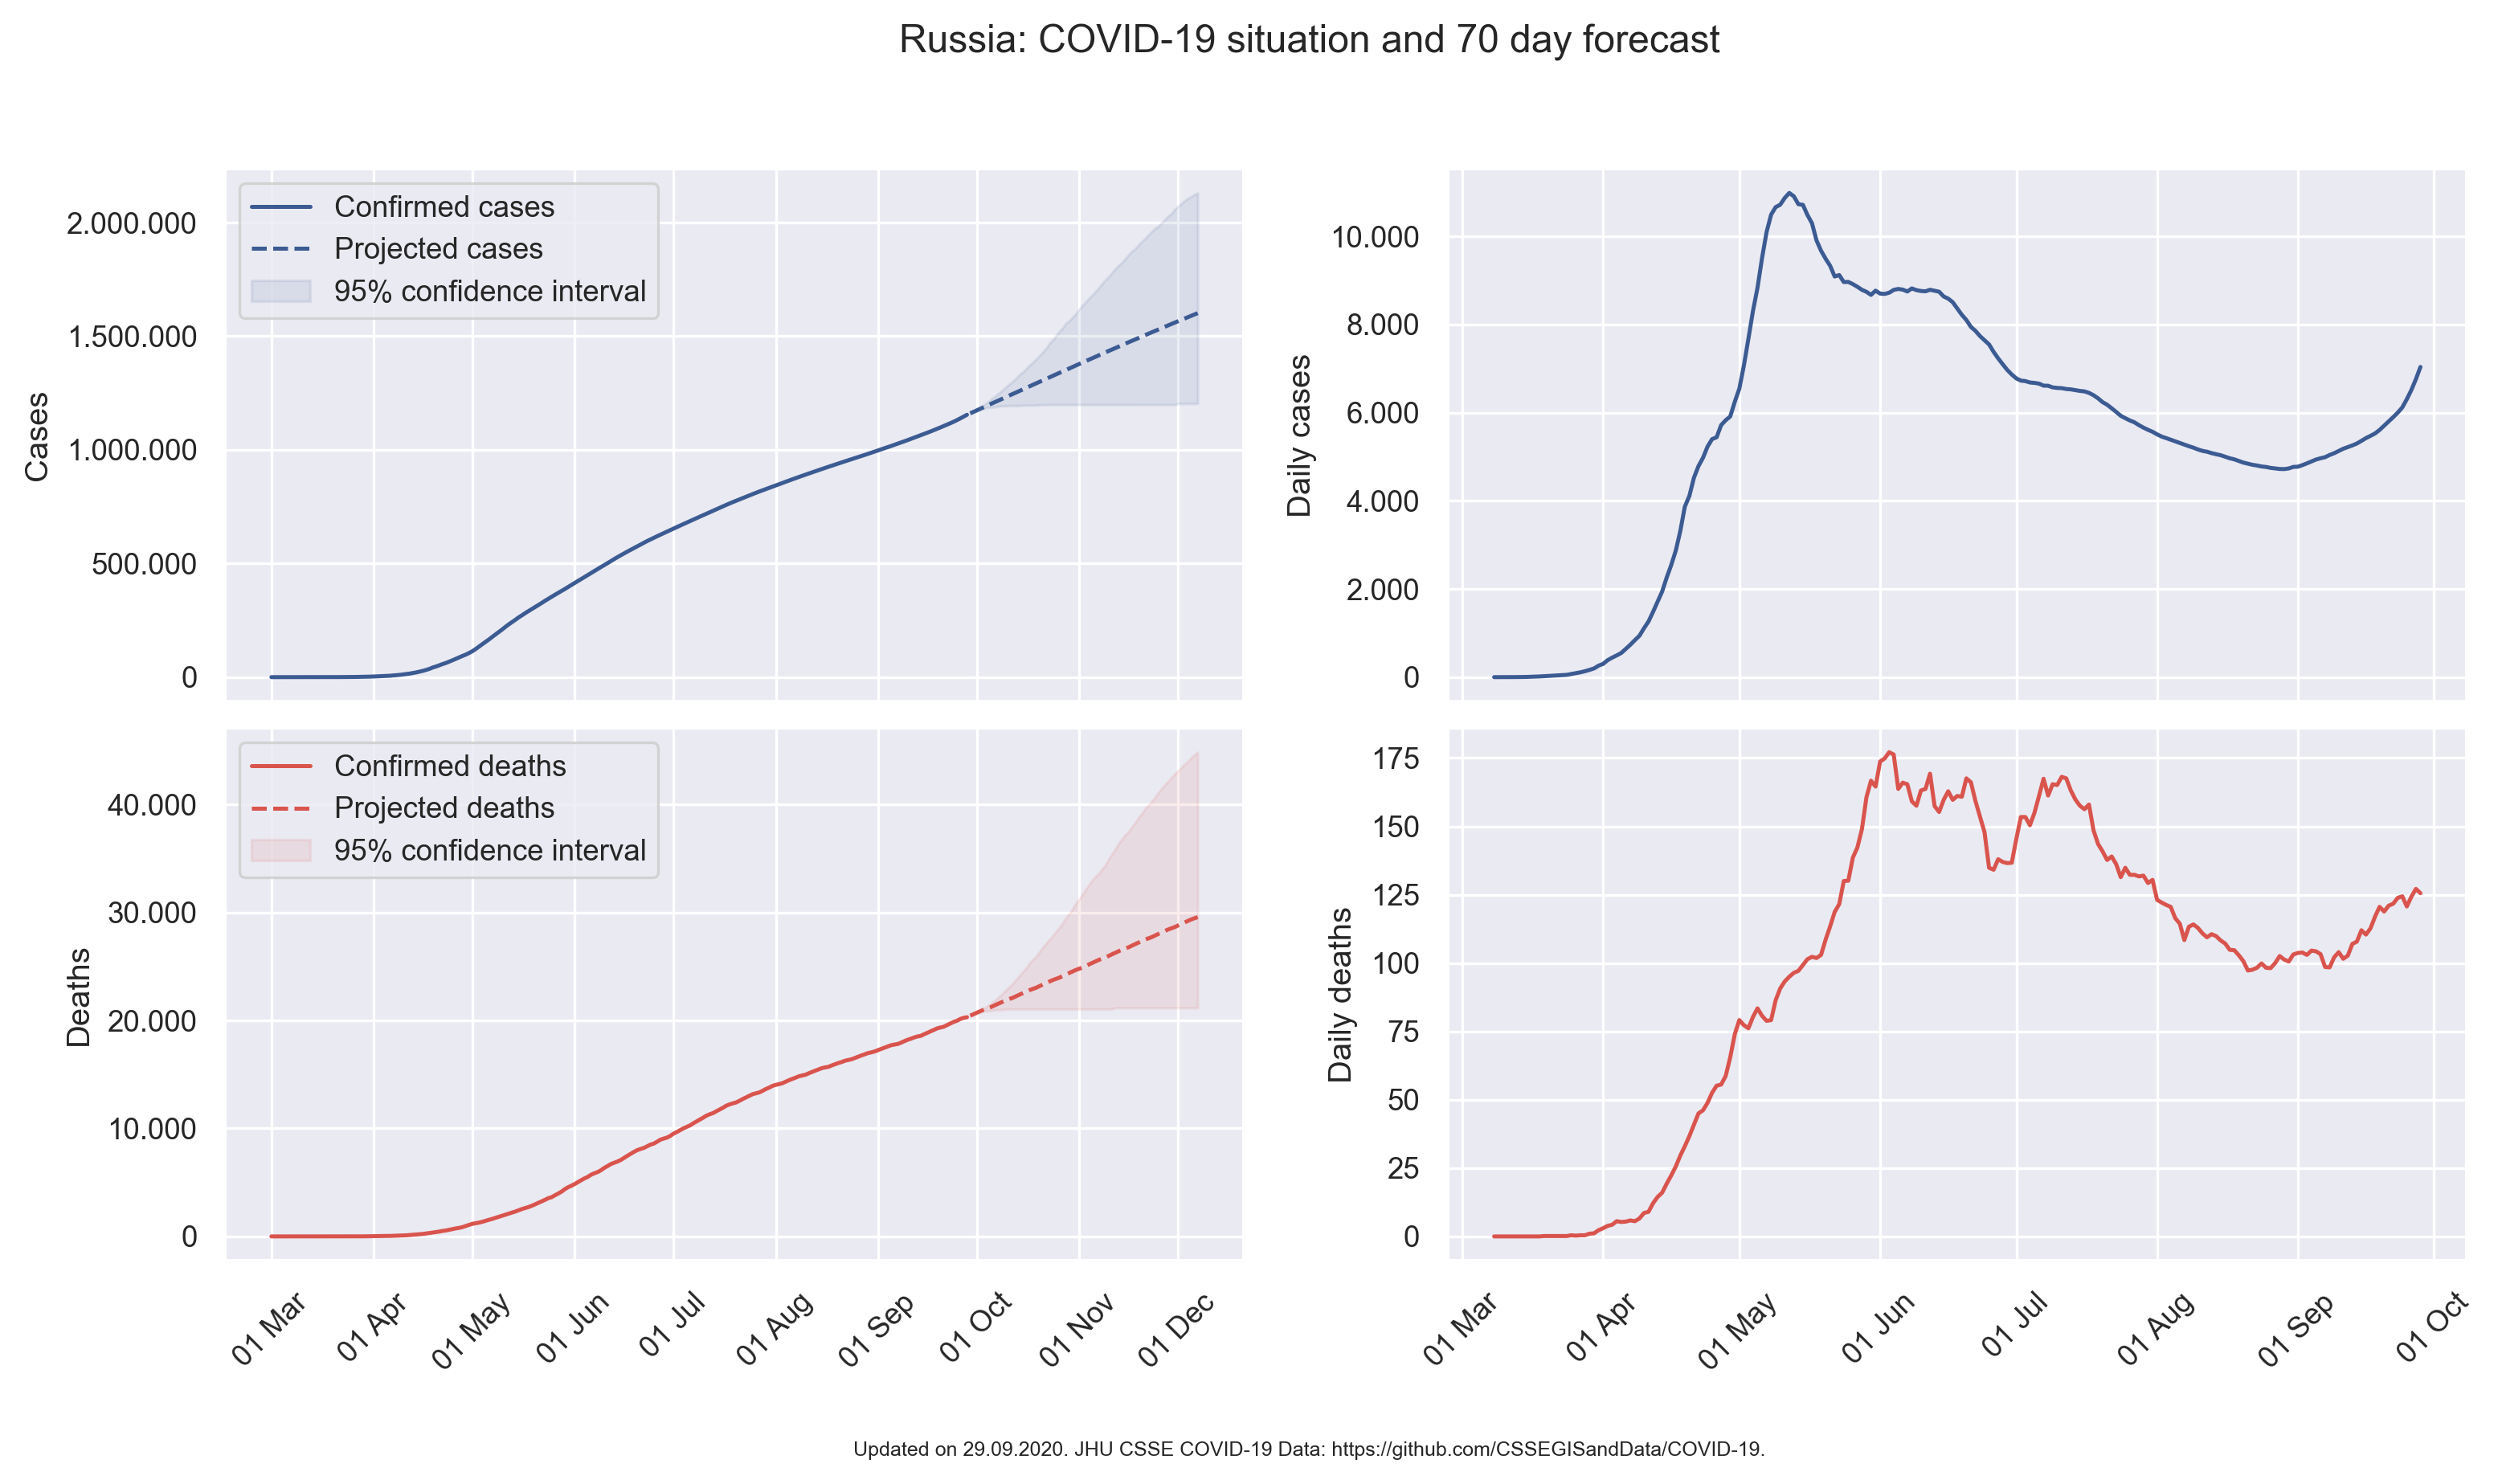 Russia: COVID-19 situation and 70 day forecast
Confirmed cases
Projected cases
95% confidence interval
Cases
2.000.000
1.500.000
1.000.000
500.000
0
Daily cases
10.000
8.000
6.000
4.000
2.000
0
Confirmed deaths
Projected deaths
95% confidence interval
Deaths
40.000
30.000
20.000
10.000
0
01 Mar
01 Apr
01 May
01 Jun
01 Jul
01 Aug
01 Sep
01 Oct
01 Nov
01 Dec
Daily deaths
175
150
125
100
75
50
25
0
01 Mar
01 Apr
01 May
01 Jun
01 Jul
01 Aug
01 Sep
01 Oct
Updated on 29.09.2020. JHU CSSE COVID-19 Data: https://github.com/CSSEGISandData/COVID-19.